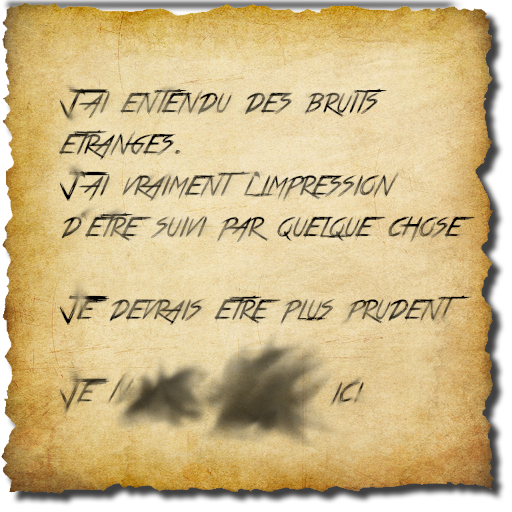 J'AI ENTENDU DES BRUITS
ETRANGES.
J'AI VRAIMENT L'IMPRESSION
D'ETRE SUIVI PAR QUELQUE CHOSE
JE DEVRAIS ETRE PLUS PRUDENT
JE ICI